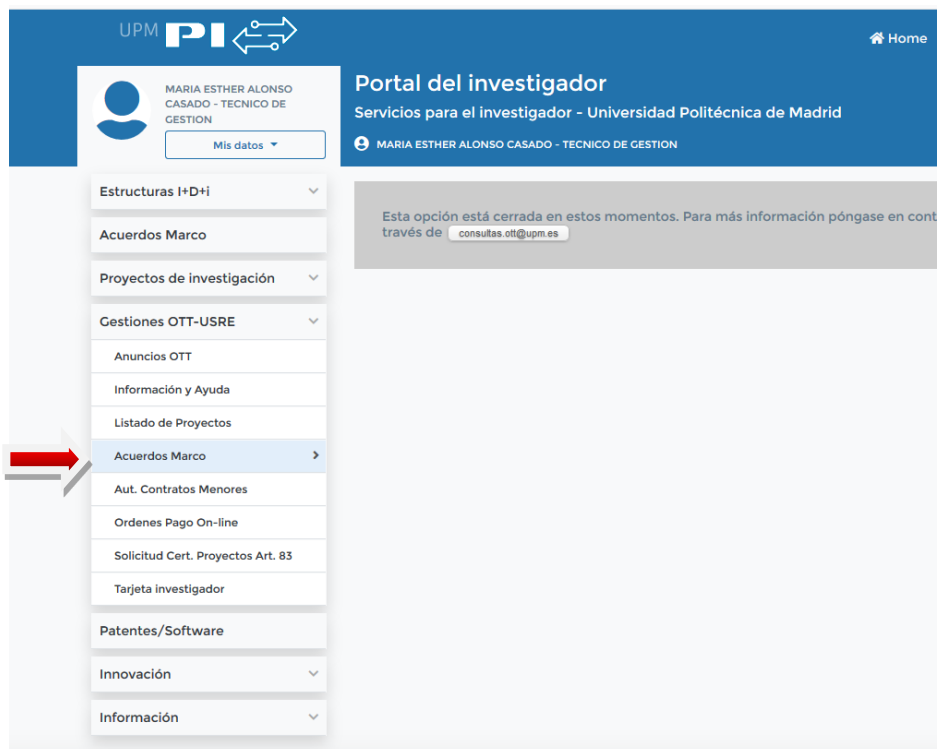 UPM PI
Home
MARIA ESTHER ALONSO
CASADO - TECNICO DE
GESTION
Mis datos
Portal del investigador
Servicios para el investigador - Universidad Politécnica de Madrid
MARIA ESTHER ALONSO CASADO - TECNICO DE GESTION
Estructuras I+D+i
Acuerdos Marco
Proyectos de investigación
Gestiones OTT-USRE
Anuncios OTT
Información y Ayuda
Listado de Proyectos
Acuerdos Marco
Aut. Contratos Menores
Ordenes Pago On-line
Solicitud Cert. Proyectos Art. 83
Tarjeta investigador
Patentes/Software
Innovación
Información
Esta opción está cerrada en estos momentos. Para más información póngase en cont
través de consultas.ott@upm.es